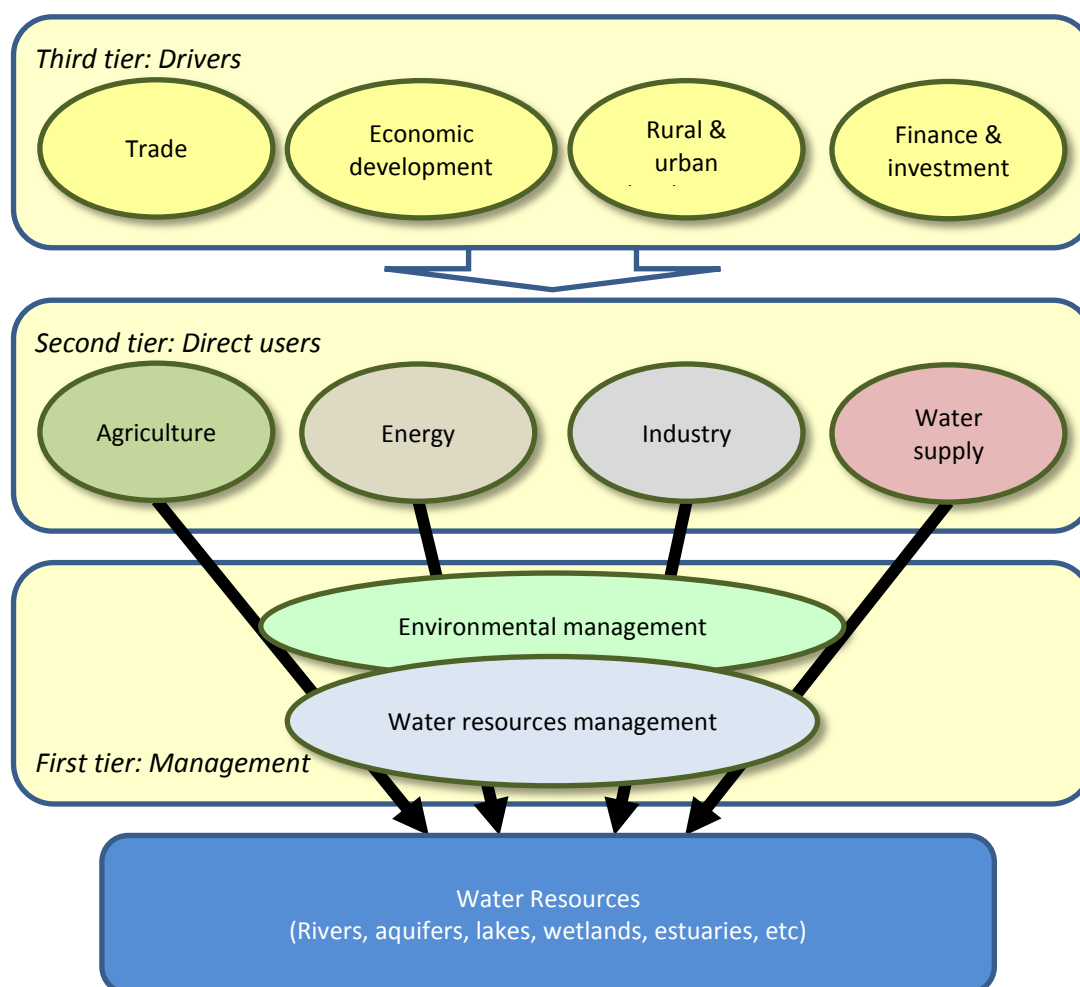 Third tier: Drivers
Trade
Economic
development
Rural &
urban
Finance &
investment
Second tier: Direct users
Agriculture
Energy
Industry
Water
supply
Environmental management
Water resources management
First tier: Management
Water Resources
(Rivers, aquifers, lakes, wetlands, estuaries, etc)